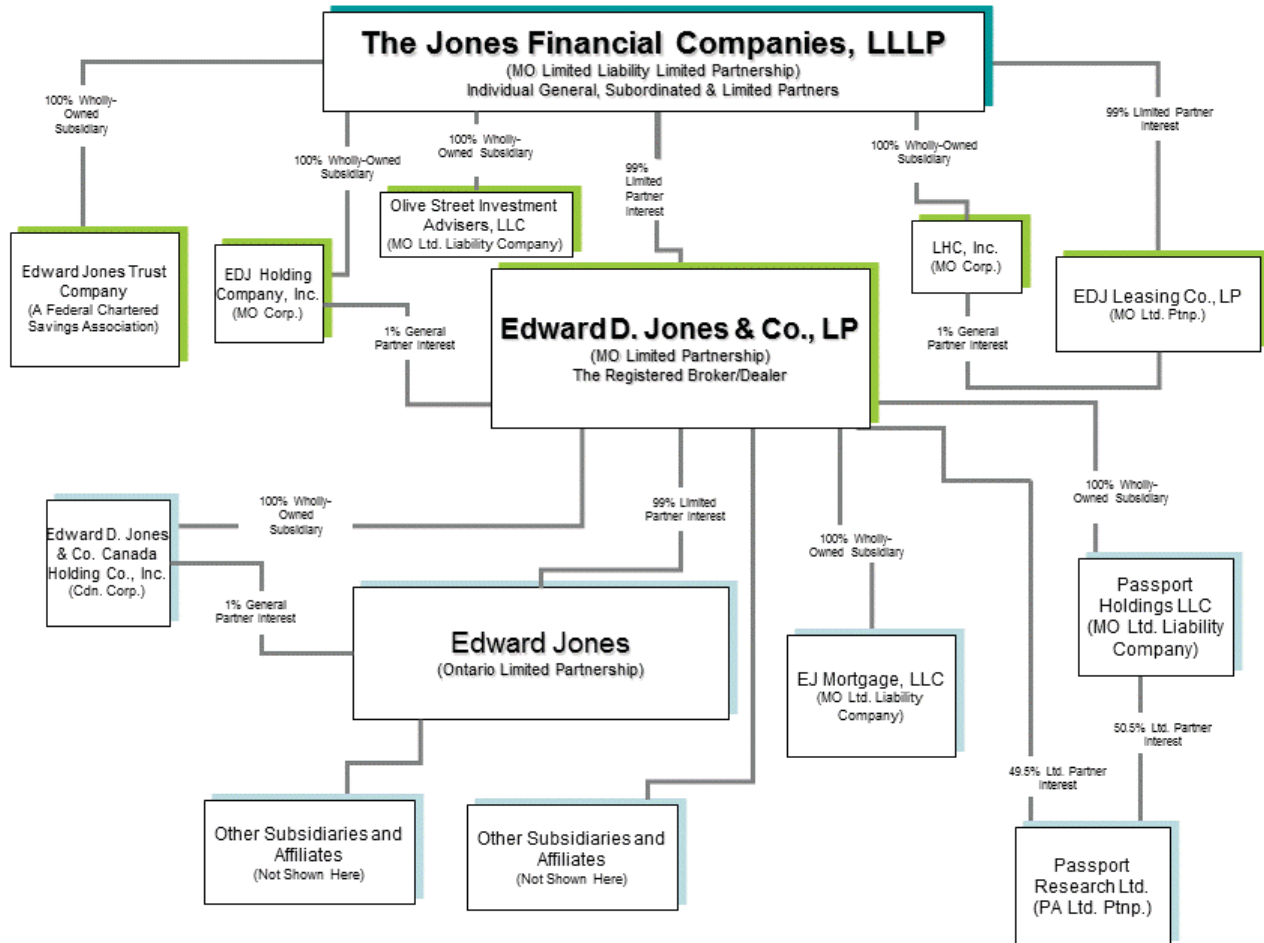 The Jones Financial Companies, LLLP
(MO Limited Liability Limited Partnership)
Individual General, Subordinated & Limited Partners
100% Wholly-
Owned
Subsidiary
100% Wholly-Owned
Subsidiary
100% Wholly-
Owned Subsidiary
99%
Limited
Partner
Interest
100% Wholly-Owned
Subsidiary
99% Limited Partner
Interest
Edward Jones Trust
Company
(A Federal Chartered
Savings Association)
EDJ Holding
Company, Inc.
(MO Corp.)
Olive Street Investment
Advisers, LLC
(MO Ltd. Liability Company)
LHC, Inc.
(MO Corp.)
EDJ Leasing Co., LP
(MO Ltd. Ptnp.)
1% General
Partner Interest
Edward D. Jones & Co., LP
(MO Limited Partnership)
The Registered Broker/Dealer
1% General
Partner Interest
100% Wholly-
Owned
Subsidiary
99% Limited
Partner Interest
100% Wholly-
Owned Subsidiary
100% Wholly-
Owned Subsidiary
Edward D. Jones
& Co. Canada
Holding Co., Inc.
(Cdn. Corp.)
1% General
Partner Interest
Edward Jones
(Ontario Limited Partnership)
EJ Mortgage, LLC
(MO Ltd. Liability
Company)
Passport
Holdings LLC
(MO Ltd. Liability
Company)
50.5% Ltd. Partner
Interest
49.5% Ltd. Partner
Interest
Other Subsidiaries and
Affiliates
(Not Shown Here)
Other Subsidiaries and
Affiliates
(Not Shown Here)
Passport
Research Ltd.
(PA Ltd. Ptnp.)